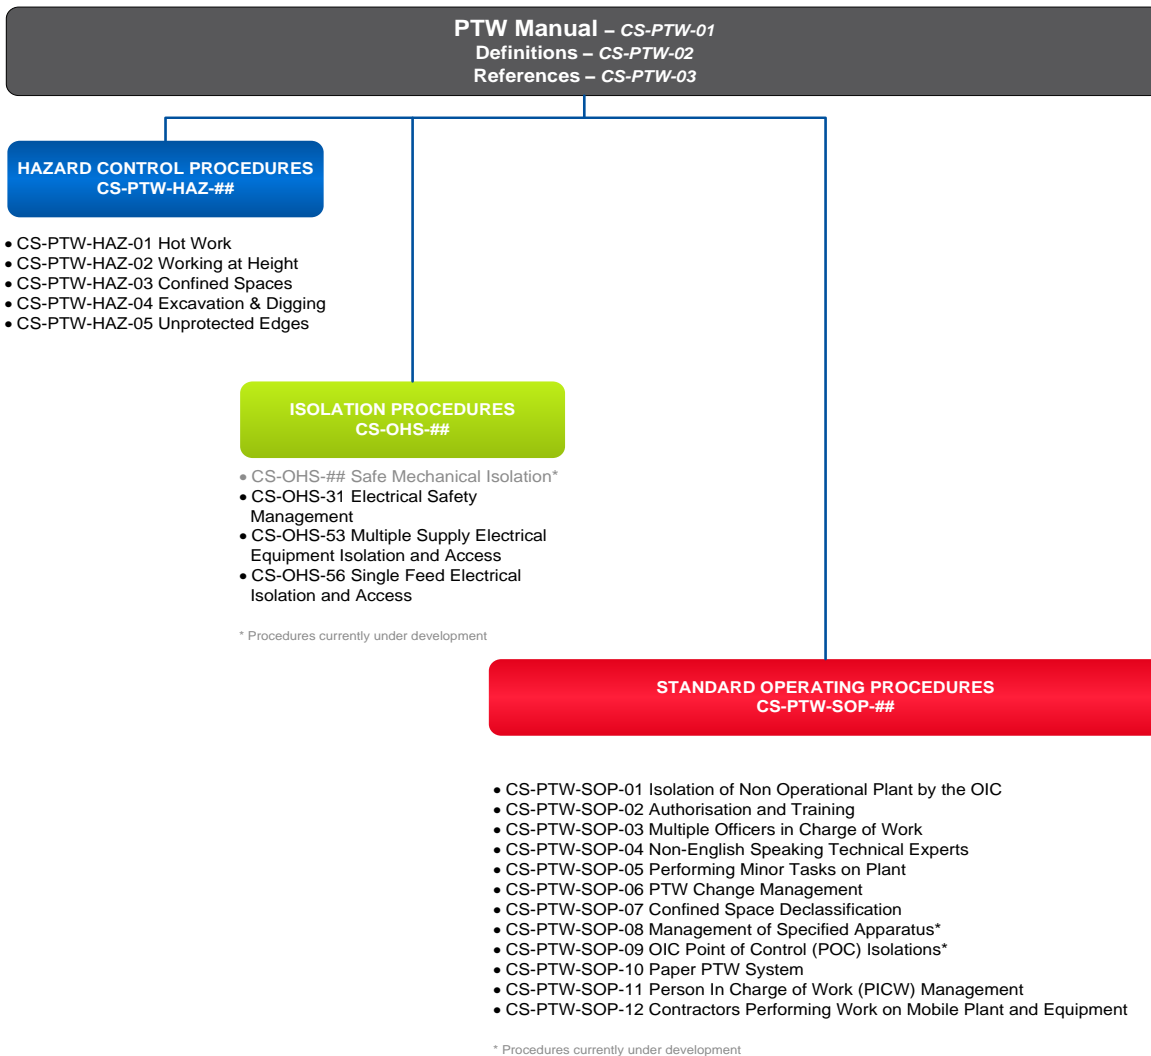 PTW Manual – CS-PTW-01
Definitions – CS-PTW-02
References – CS-PTW-03
HAZARD CONTROL PROCEDURES
CS-PTW-HAZ-##
• CS-PTW-HAZ-01 Hot Work
• CS-PTW-HAZ-02 Working at Height
• CS-PTW-HAZ-03 Confined Spaces
• CS-PTW-HAZ-04 Excavation & Digging
• CS-PTW-HAZ-05 Unprotected Edges
ISOLATION PROCEDURES
CS-OHS-##
• CS-OHS-## Safe Mechanical Isolation*
• CS-OHS-31 Electrical Safety
Management
• CS-OHS-53 Multiple Supply Electrical
Equipment Isolation and Access
• CS-OHS-56 Single Feed Electrical
Isolation and Access
* Procedures currently under development
STANDARD OPERATING PROCEDURES
CS-PTW-SOP-##
• CS-PTW-SOP-01 Isolation of Non Operational Plant by the OIC
• CS-PTW-SOP-02 Authorisation and Training
• CS-PTW-SOP-03 Multiple Officers in Charge of Work
• CS-PTW-SOP-04 Non-English Speaking Technical Experts
• CS-PTW-SOP-05 Performing Minor Tasks on Plant
• CS-PTW-SOP-06 PTW Change Management
• CS-PTW-SOP-07 Confined Space Declassification
• CS-PTW-SOP-08 Management of Specified Apparatus*
• CS-PTW-SOP-09 OIC Point of Control (POC) Isolations*
• CS-PTW-SOP-10 Paper PTW System
• CS-PTW-SOP-11 Person In Charge of Work (PICW) Management
• CS-PTW-SOP-12 Contractors Performing Work on Mobile Plant and Equipment
* Procedures currently under development